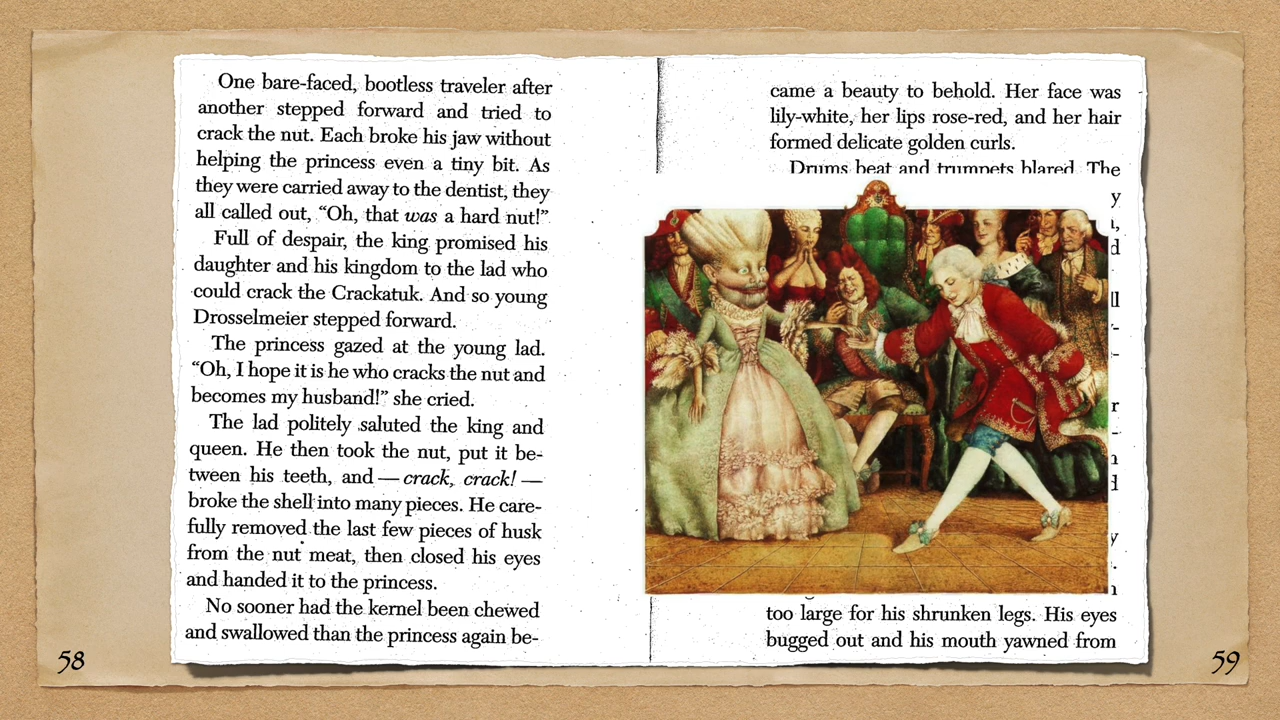 One bare-faced, bootless traveler after
another stepped forward and tried to
crack the nut. Each broke his jaw without
helping the princess even a tiny bit. As
they were carried away to the dentist, they
all called out, “Oh, that was a hard nut!”
Full of despair, the king promised his
daughter and his kingdom to the lad who
could crack the Crackatuk. And so young
Drosselmeier stepped forward.
The princess gazed at the young lad.
“Oh, I hope it is he who cracks the nut and
becomes my husband!” she cried.
The lad politely saluted the king and
queen. He then took the nut, put it be-
tween his teeth, and — crack, crack! —
broke the shell into many pieces. He care-
fully removed the last few pieces of husk
from the nut meat, then closed his eyes
and handed it to the princess.
No sooner had the kernel been chewed
and swallowed than the princess again be-
58
came a beauty to behold. Her face was
lily-white, her lips rose-red, and her hair
formed delicate golden curls.
Drums beat and trumpets blared. The
too large for his shrunken legs. His eyes
bugged out and his mouth yawned from
59